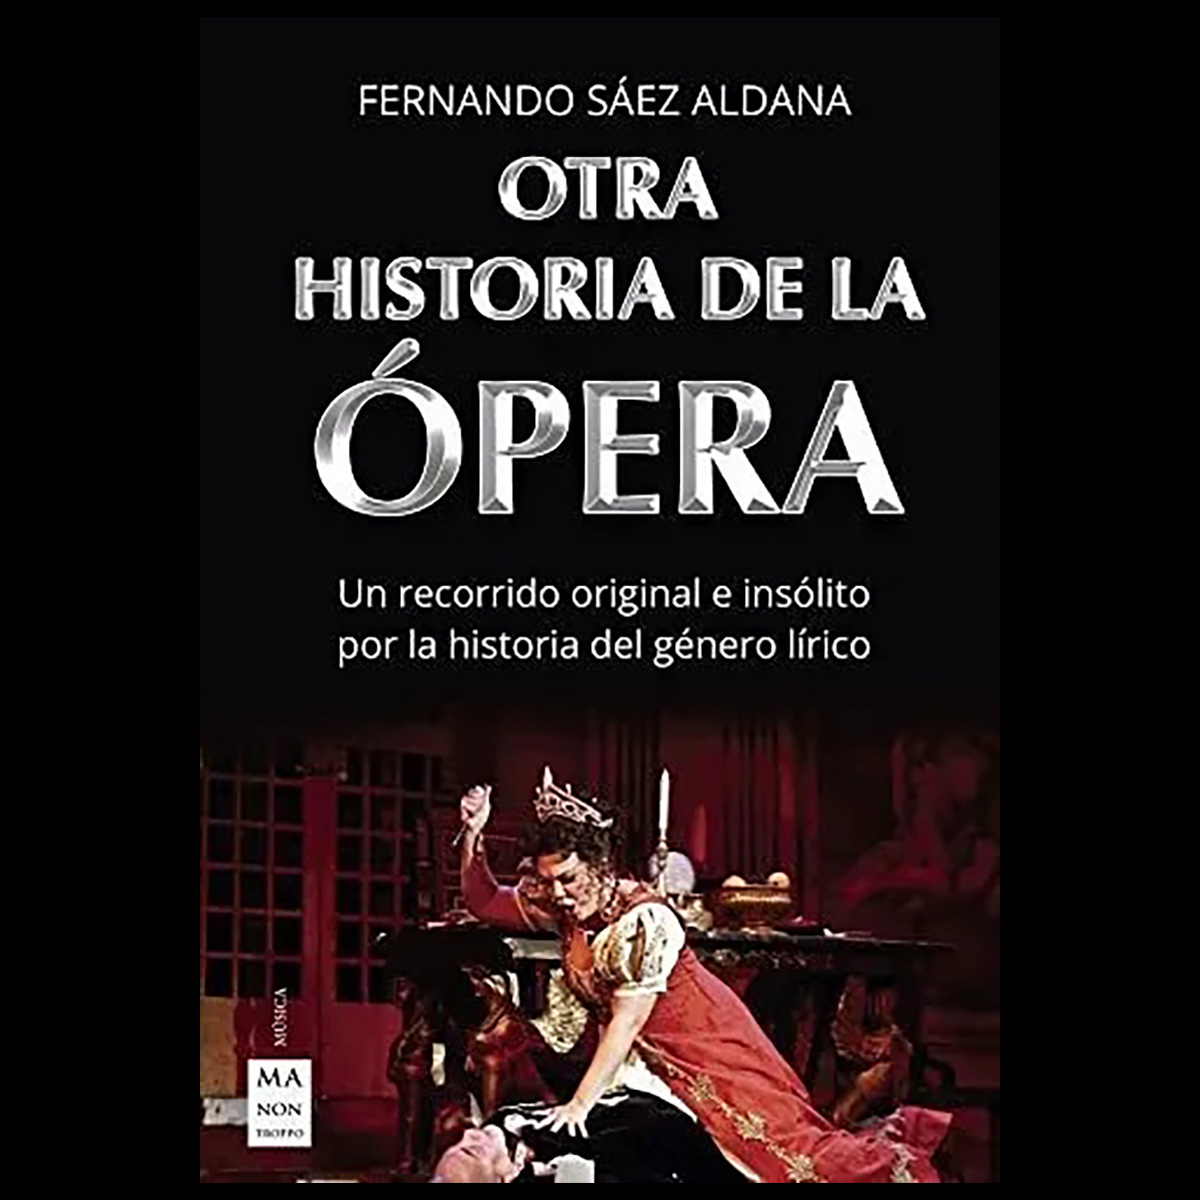 FERNANDO SÁEZ ALDANA
OTRA
HISTORIA DE LA
ÓPERA
Un recorrido original e insólito
por la historia del género lírico
MÚSICA
MA
NON
TROPPO